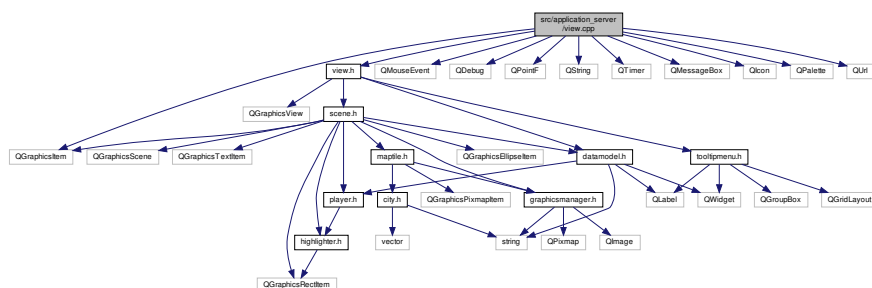 src/application_server
/view.cpp
view.h
QMouseEvent
QDebug
QPointF
QString
QTimer
QMessageBox
QIcon
QPalette
QUrl
QGraphicsView
scene.h
QGraphicsItem
QGraphicsScene
QGraphicsTextItem
maptile.h
QGraphicsEllipseItem
datamodel.h
tooltipmenu.h
player.h
city.h
QGraphicsPixmapItem
graphicsmanager.h
QLabel
QWidget
QGroupBox
QGridLayout
highlighter.h
vector
string
QPixmap
QImage
QGraphicsRectItem